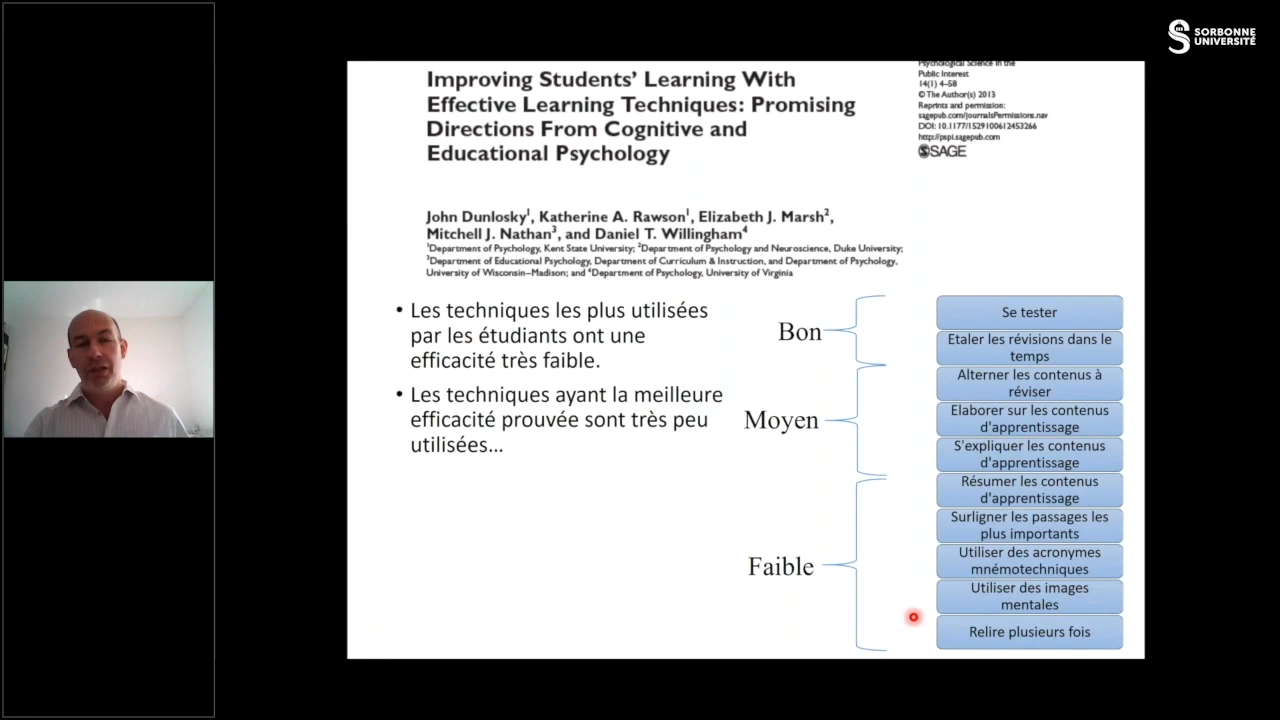 SORBONNE
UNIVERSITÉ
Improving Students' Learning With
Effective Learning Techniques: Promising
Directions From Cognitive and
Educational Psychology
Psychological Science in the
Public Interest
14(1) 4–58
© The Author(s) 2013
Reprints and permission:
sagepub.com/journalsPermissions.nav
DOI: 10.1177/1529100612453266
http://pspi.sagepub.com
SAGE
John Dunlosky1, Katherine A. Rawson1, Elizabeth J. Marsh2,
Mitchell J. Nathan3, and Daniel T. Willingham4
1Department of Psychology, Kent State University; 2Department of Psychology and Neuroscience, Duke University;
3Department of Educational Psychology, Department of Curriculum & Instruction, and Department of Psychology,
University of Wisconsin–Madison; and 4Department of Psychology, University of Virginia
• Les techniques les plus utilisées
par les étudiants ont une
efficacité très faible.
• Les techniques ayant la meilleure
efficacité prouvée sont très peu
utilisées...
Bon
Se tester
Etaler les révisions dans le
temps
Moyen
Alterner les contenus à
réviser
Elaborer sur les contenus
d'apprentissage
S'expliquer les contenus
d'apprentissage
Faible
Résumer les contenus
d'apprentissage
Surligner les passages les
plus importants
Utiliser des acronymes
mnémotechniques
Utiliser des images
mentales
Relire plusieurs fois